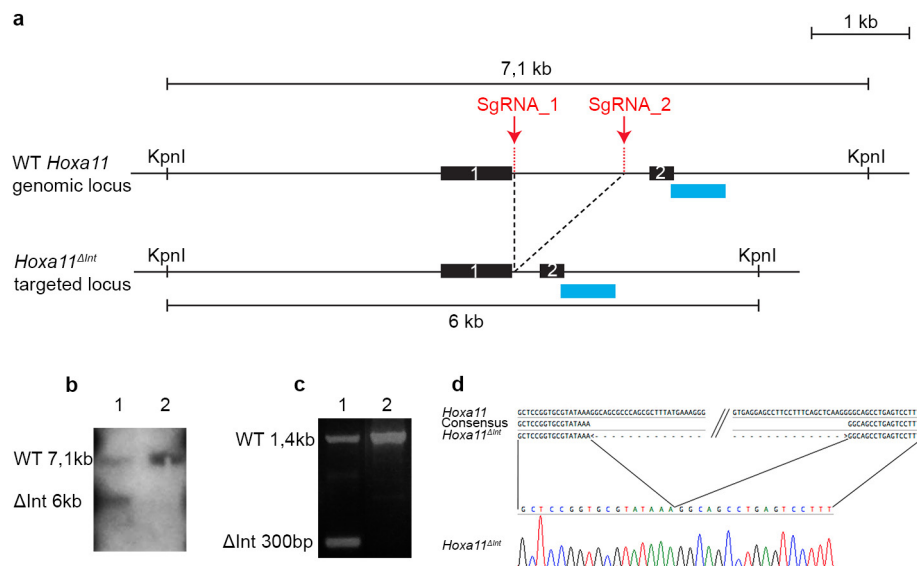 a
1 kb
7,1 kb
SgRNA_1 SgRNA_2
KpnI KpnI
WT Hoxa11
genomic locus
1 2
Hoxa11ΔInt
targeted locus
KpnI KpnI
1 2
6 kb
b
1 2
WT 7,1kb
ΔInt 6kb
c
1 2
WT 1,4kb
ΔInt 300bp
d
Hoxa11 GCTCCGGTGCGTATAAAGGCAGCGCCCAGCGCTTTATGAAAGGG // GTGAGGAGCCTTCCTTTCAGCTCAAGGGGCAGCCTGAGTCCTT
Consensus GCTCCGGTGCGTATAAA GGCAGCCTGAGTCCTT
Hoxa11ΔInt GCTCCGGTGCGTATAAA<- - - - - - - - - - - - - // - - - - - - - - - - - - - ->GGCAGCCTGAGTCCTT
G C T C C G G T G C G T A T A A A G G C A G C C T G A G T C C T T T
Hoxa11ΔInt